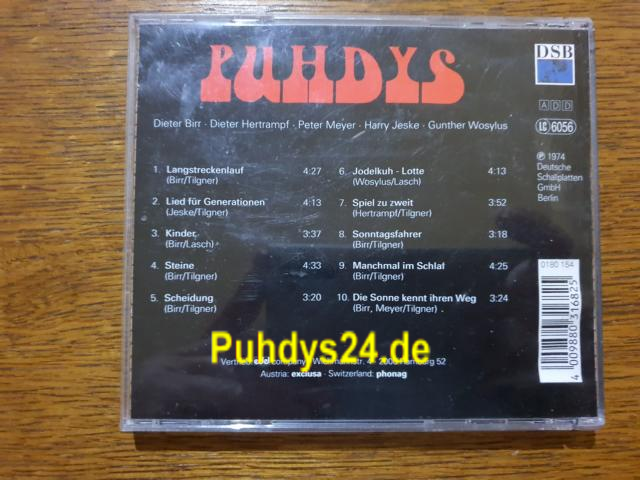 PUHDYS
DSB
Dieter Birr · Dieter Hertrampf · Peter Meyer · Harry Jeske · Gunther Wosylus
ADD
LC 6056
℗ 1974
Deutsche
Schallplatten
GmbH
Berlin
1. Langstreckenlauf 4:27
(Birr/Tilgner)
2. Lied für Generationen 4:13
(Jeske/Tilgner)
3. Kinder 3:37
(Birr/Lasch)
4. Steine 4:33
(Birr/Tilgner)
5. Scheidung 3:20
(Birr/Tilgner)
6. Jodelkuh - Lotte 4:13
(Wosylus/Lasch)
7. Spiel zu zweit 3:52
(Hertrampf/Tilgner)
8. Sonntagsfahrer 3:18
(Birr/Tilgner)
9. Manchmal im Schlaf 4:25
(Birr/Tilgner)
10. Die Sonne kennt ihren Weg 3:24
(Birr, Meyer/Tilgner)
0190 154
4 009880 316825
Puhdys24.de
company
52
Austria: exclusa · Switzerland: phonag